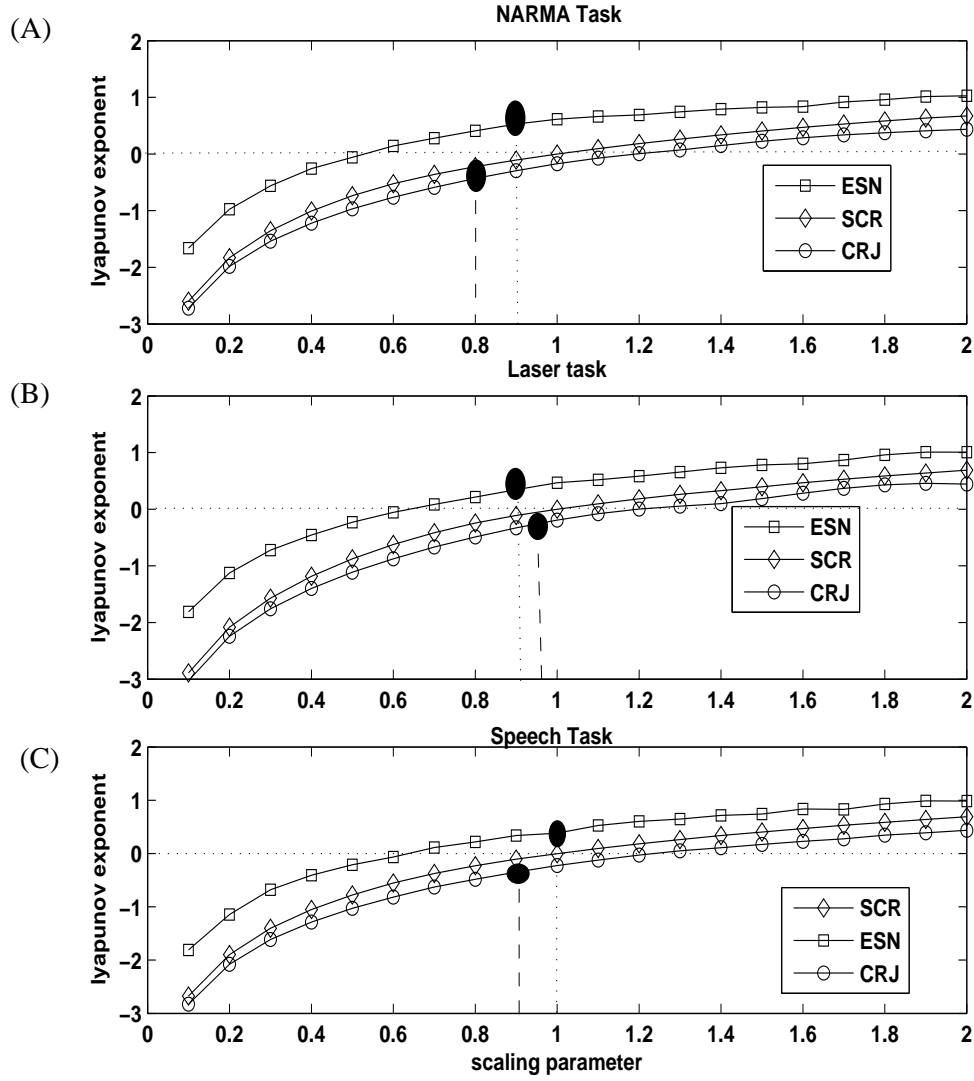 (A)
NARMA Task
2
1
0
−1
−2
−3
lyapunov exponent
ESN
SCR
CRJ
0 0.2 0.4 0.6 0.8 1 1.2 1.4 1.6 1.8 2
(B)
Laser task
2
1
0
−1
−2
−3
lyapunov exponent
ESN
SCR
CRJ
0 0.2 0.4 0.6 0.8 1 1.2 1.4 1.6 1.8 2
(C)
Speech Task
2
1
0
−1
−2
−3
lyapunov exponent
SCR
ESN
CRJ
0 0.2 0.4 0.6 0.8 1 1.2 1.4 1.6 1.8 2
scaling parameter